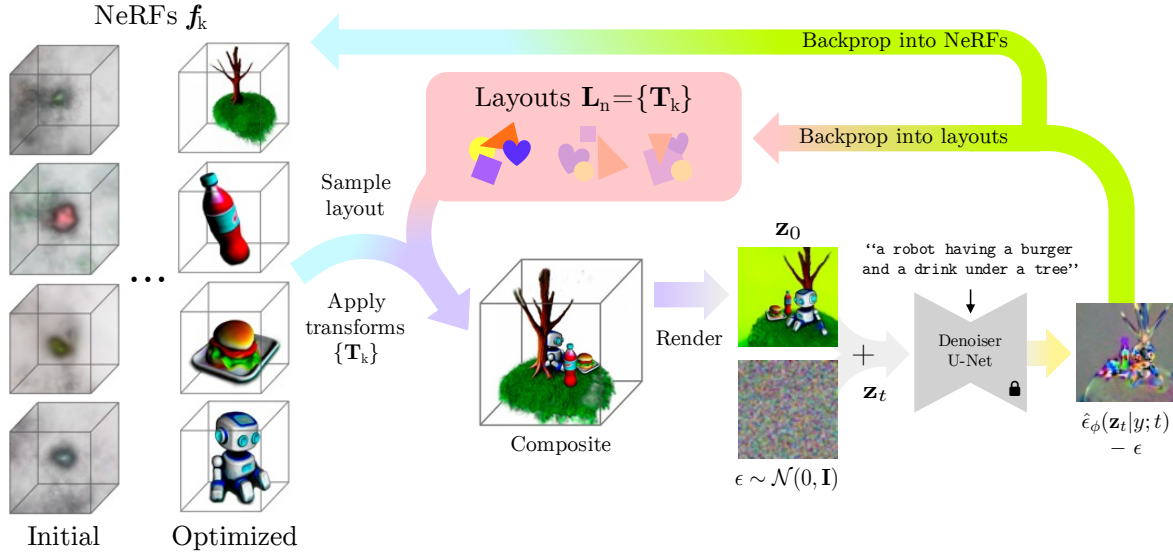 NeRFs f_k
Backprop into NeRFs
Layouts L_n={T_k}
Backprop into layouts
Sample
layout
...
Apply
transforms
{T_k}
Composite
Render
z_0
+
z_t
ϵ ∼ 𝒩(0, I)
“a robot having a burger
and a drink under a tree”
Denoiser
U-Net
ϵ̂_ϕ(z_t|y; t)
− ϵ
Initial
Optimized